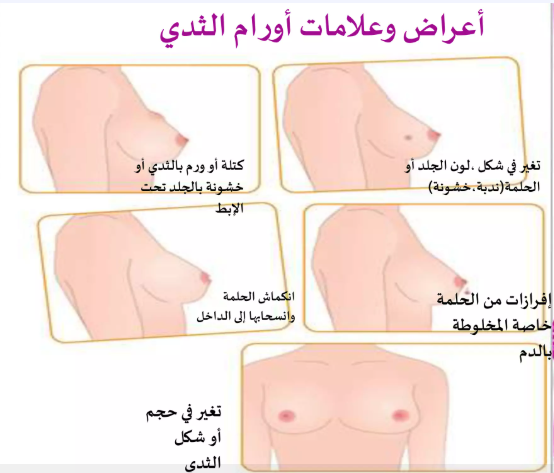 أعراض وعلامات أورام الثدي
تغير في شكل ،لون الجلد أو
الحلمة(ندبة،خشونة)
كتلة أو ورم بالثدي أو
خشونة بالجلد تحت
الإبط
إفرازات من الحلمة
خاصة المخلوطة
بالدم
انكماش الحلمة
وانسحابها إلى الداخل
تغير في حجم
أو شكل
الثدي